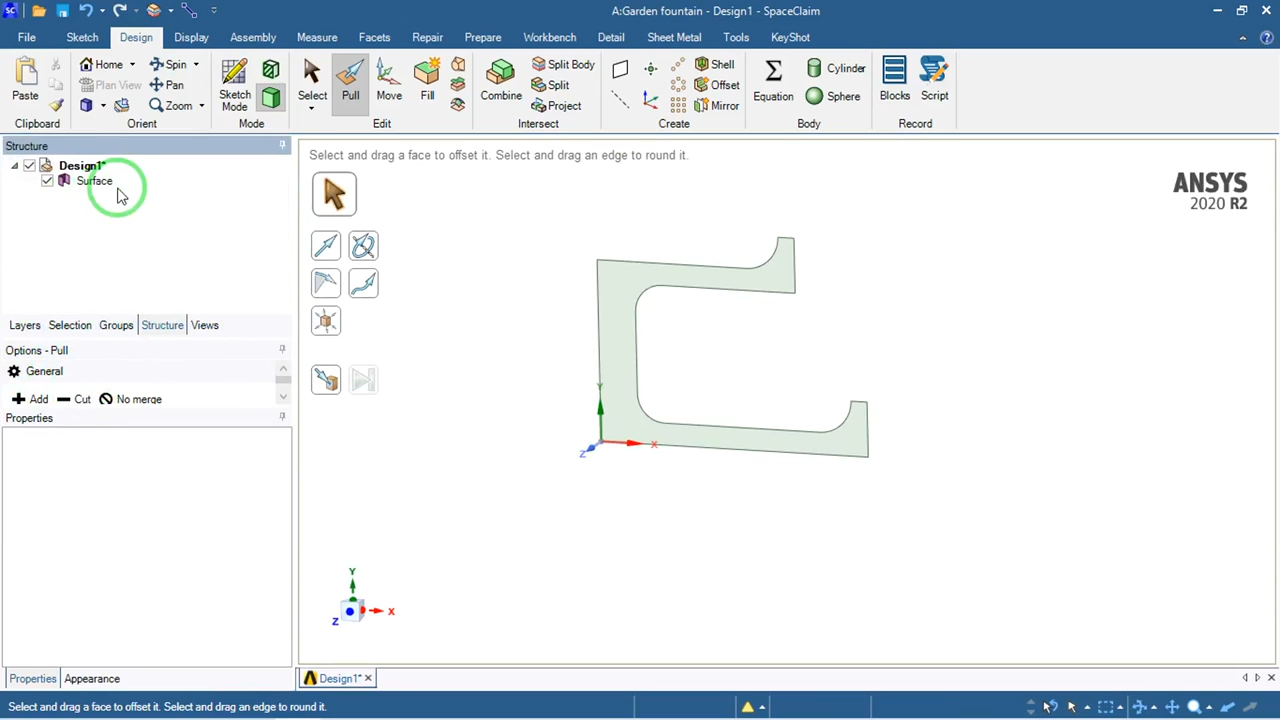 A:Garden fountain - Design1 - SpaceClaim
File Sketch Design Display Assembly Measure Facets Repair Prepare Workbench Detail Sheet Metal Tools KeyShot
Paste
Clipboard
Home Spin
Plan View Pan
Zoom
Orient
Sketch Mode
Mode
Select Pull Move Fill
Edit
Combine
Split Body
Split
Project
Intersect
Shell
Offset
Mirror
Create
Equation
Cylinder
Sphere
Body
Blocks Script
Record
Structure
Design1*
Surface
Layers Selection Groups Structure Views
Options - Pull
General
Add Cut No merge
Properties
Properties Appearance
Select and drag a face to offset it. Select and drag an edge to round it.
ANSYS
2020 R2
Y
X
Z
Y
X
Z
Design1*
Select and drag a face to offset it. Select and drag an edge to round it.